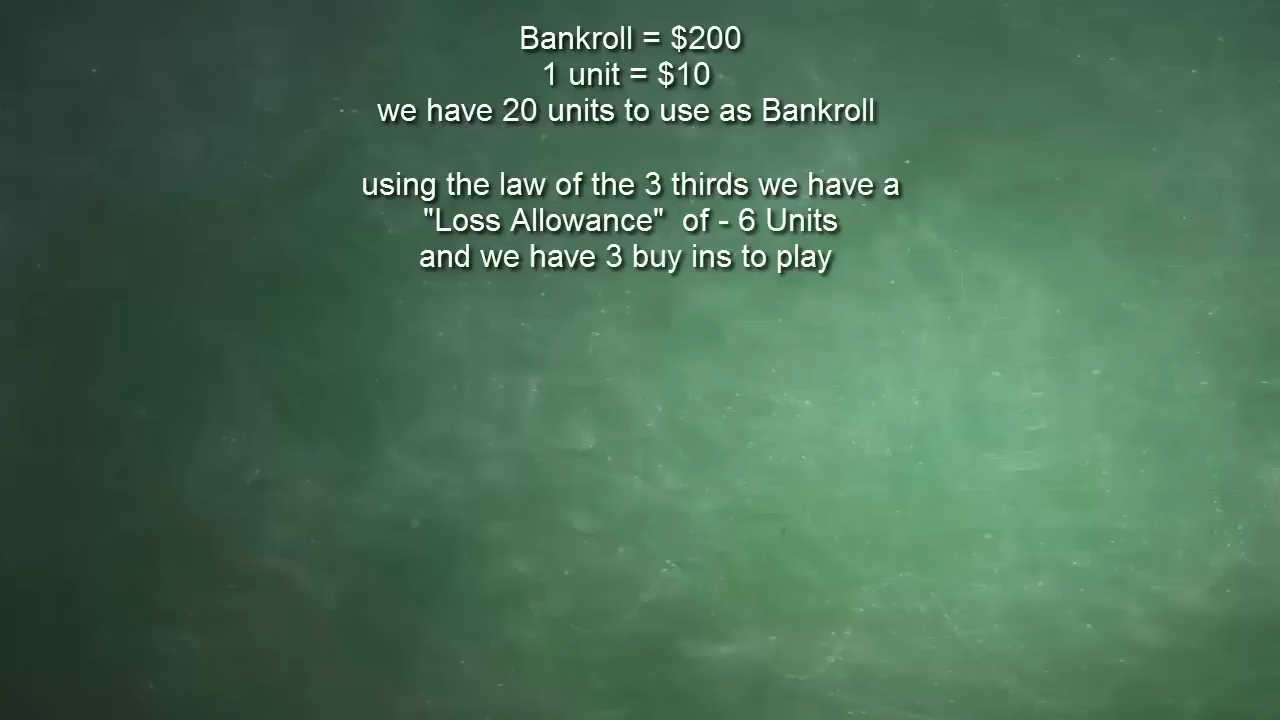 Bankroll = $200
1 unit = $10
we have 20 units to use as Bankroll
using the law of the 3 thirds we have a
"Loss Allowance"  of - 6 Units
and we have 3 buy ins to play